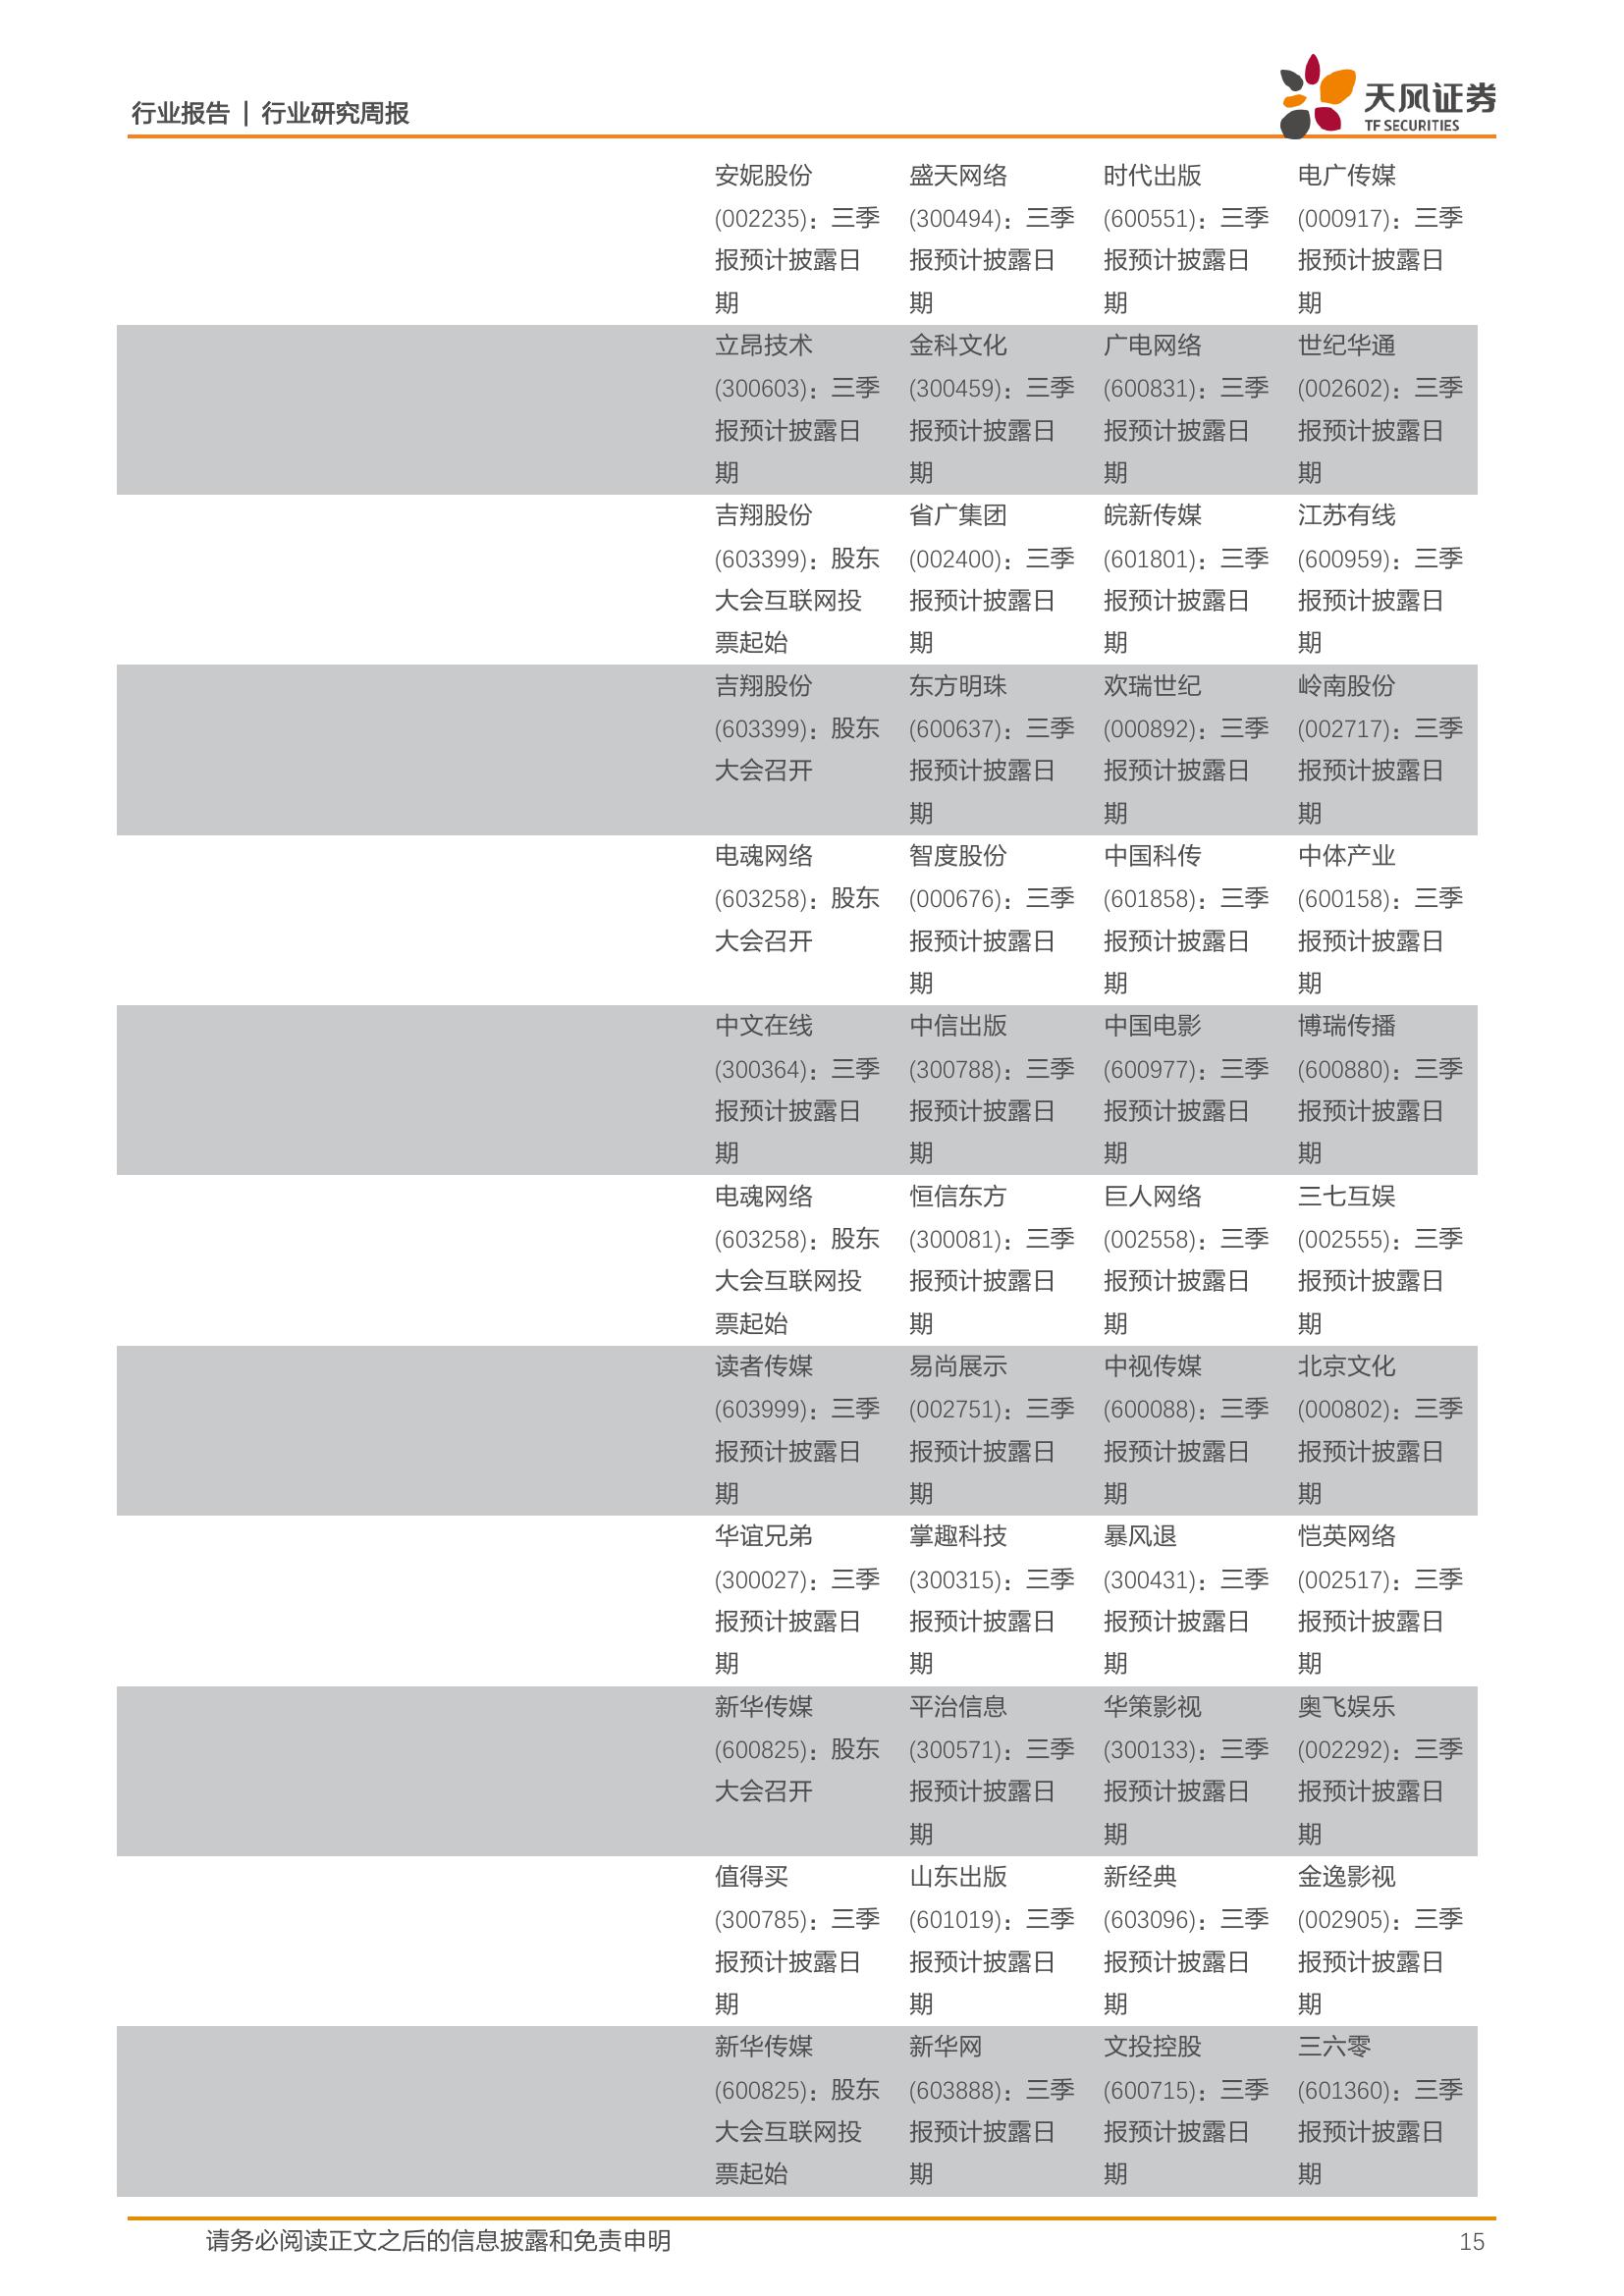 行业报告 | 行业研究周报
天风证券
TF SECURITIES
安妮股份 盛天网络 时代出版 电广传媒
(002235)：三季 (300494)：三季 (600551)：三季 (000917)：三季
报预计披露日 报预计披露日 报预计披露日 报预计披露日
期 期 期 期
立昂技术 金科文化 广电网络 世纪华通
(300603)：三季 (300459)：三季 (600831)：三季 (002602)：三季
报预计披露日 报预计披露日 报预计披露日 报预计披露日
期 期 期 期
吉翔股份 省广集团 皖新传媒 江苏有线
(603399)：股东 (002400)：三季 (601801)：三季 (600959)：三季
大会互联网投 报预计披露日 报预计披露日 报预计披露日
票起始 期 期 期
吉翔股份 东方明珠 欢瑞世纪 岭南股份
(603399)：股东 (600637)：三季 (000892)：三季 (002717)：三季
大会召开 报预计披露日 报预计披露日 报预计披露日
期 期 期
电魂网络 智度股份 中国科传 中体产业
(603258)：股东 (000676)：三季 (601858)：三季 (600158)：三季
大会召开 报预计披露日 报预计披露日 报预计披露日
期 期 期
中文在线 中信出版 中国电影 博瑞传播
(300364)：三季 (300788)：三季 (600977)：三季 (600880)：三季
报预计披露日 报预计披露日 报预计披露日 报预计披露日
期 期 期 期
电魂网络 恒信东方 巨人网络 三七互娱
(603258)：股东 (300081)：三季 (002558)：三季 (002555)：三季
大会互联网投 报预计披露日 报预计披露日 报预计披露日
票起始 期 期 期
读者传媒 易尚展示 中视传媒 北京文化
(603999)：三季 (002751)：三季 (600088)：三季 (000802)：三季
报预计披露日 报预计披露日 报预计披露日 报预计披露日
期 期 期 期
华谊兄弟 掌趣科技 暴风退 恺英网络
(300027)：三季 (300315)：三季 (300431)：三季 (002517)：三季
报预计披露日 报预计披露日 报预计披露日 报预计披露日
期 期 期 期
新华传媒 平治信息 华策影视 奥飞娱乐
(600825)：股东 (300571)：三季 (300133)：三季 (002292)：三季
大会召开 报预计披露日 报预计披露日 报预计披露日
期 期 期
值得买 山东出版 新经典 金逸影视
(300785)：三季 (601019)：三季 (603096)：三季 (002905)：三季
报预计披露日 报预计披露日 报预计披露日 报预计披露日
期 期 期 期
新华传媒 新华网 文投控股 三六零
(600825)：股东 (603888)：三季 (600715)：三季 (601360)：三季
大会互联网投 报预计披露日 报预计披露日 报预计披露日
票起始 期 期 期
请务必阅读正文之后的信息披露和免责申明 15